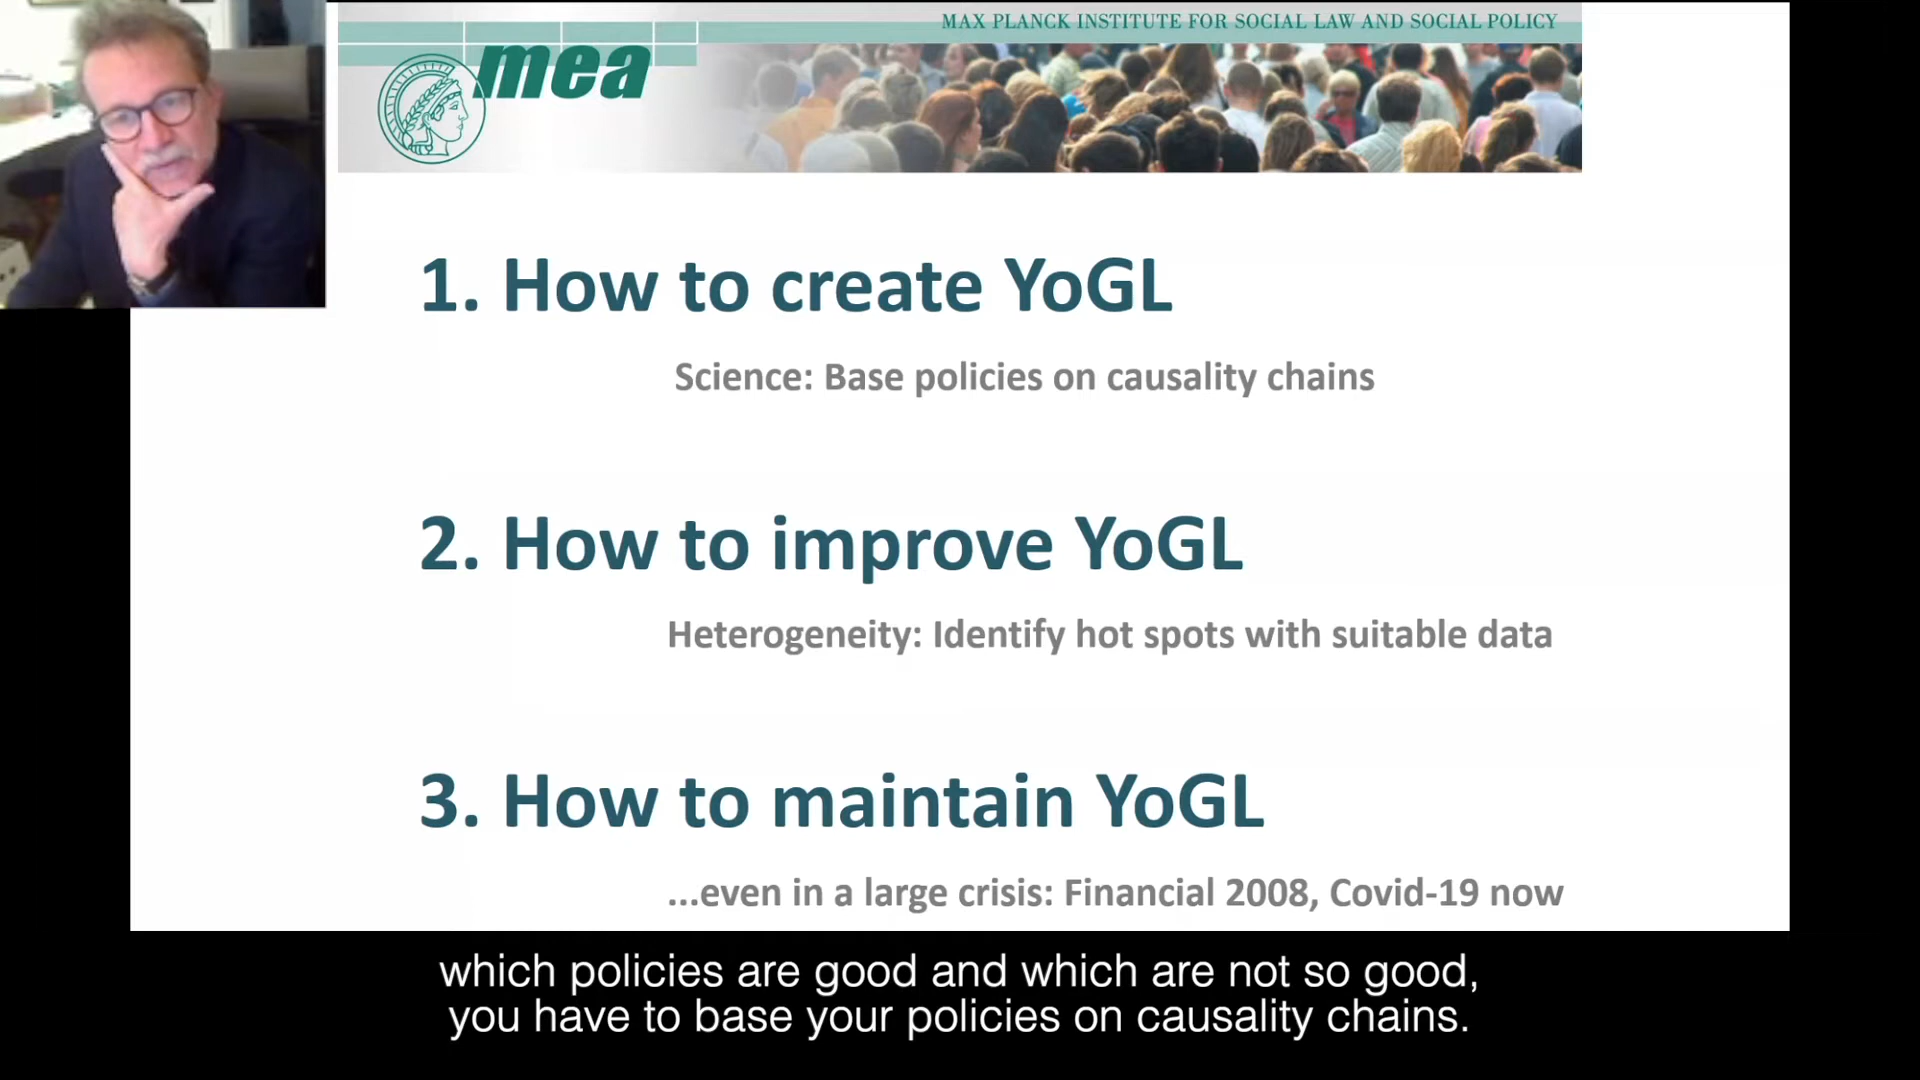 MAX PLANCK INSTITUTE FOR SOCIAL LAW AND SOCIAL POLICY
mea
1. How to create YoGL
Science: Base policies on causality chains
2. How to improve YoGL
Heterogeneity: Identify hot spots with suitable data
3. How to maintain YoGL
...even in a large crisis: Financial 2008, Covid-19 now
which policies are good and which are not so good,
you have to base your policies on causality chains.